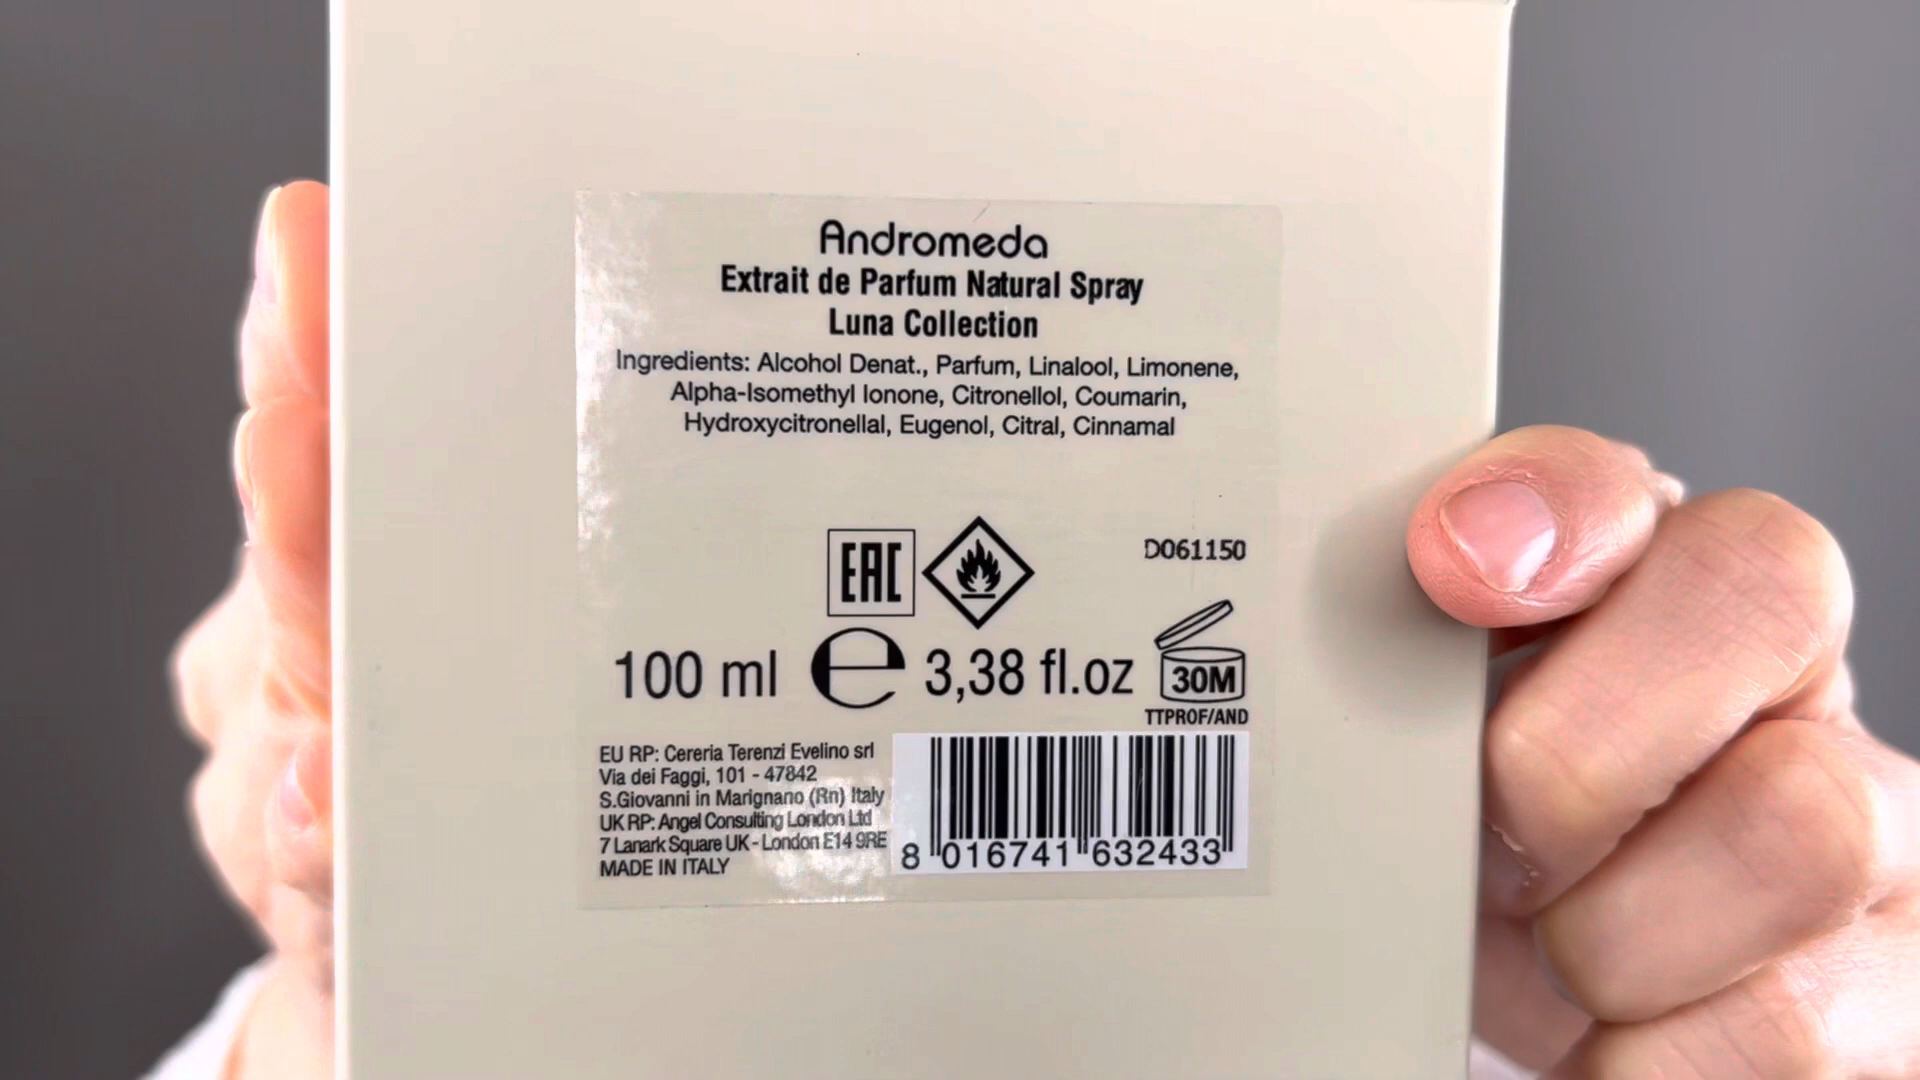 Andromeda
Extrait de Parfum Natural Spray
Luna Collection
Ingredients: Alcohol Denat., Parfum, Linalool, Limonene,
Alpha-Isomethyl Ionone, Citronellol, Coumarin,
Hydroxycitronellal, Eugenol, Citral, Cinnamal
EAC
D061150
100 ml e 3,38 fl.oz
30M
TTPROF/AND
EU RP: Cereria Terenzi Evelino srl
Via dei Faggi, 101 - 47842
S.Giovanni in Marignano (Rn) Italy
UK RP: Angel Consulting London Ltd
7 Lanark Square UK - London E14 9RE
MADE IN ITALY
8 016741 632433